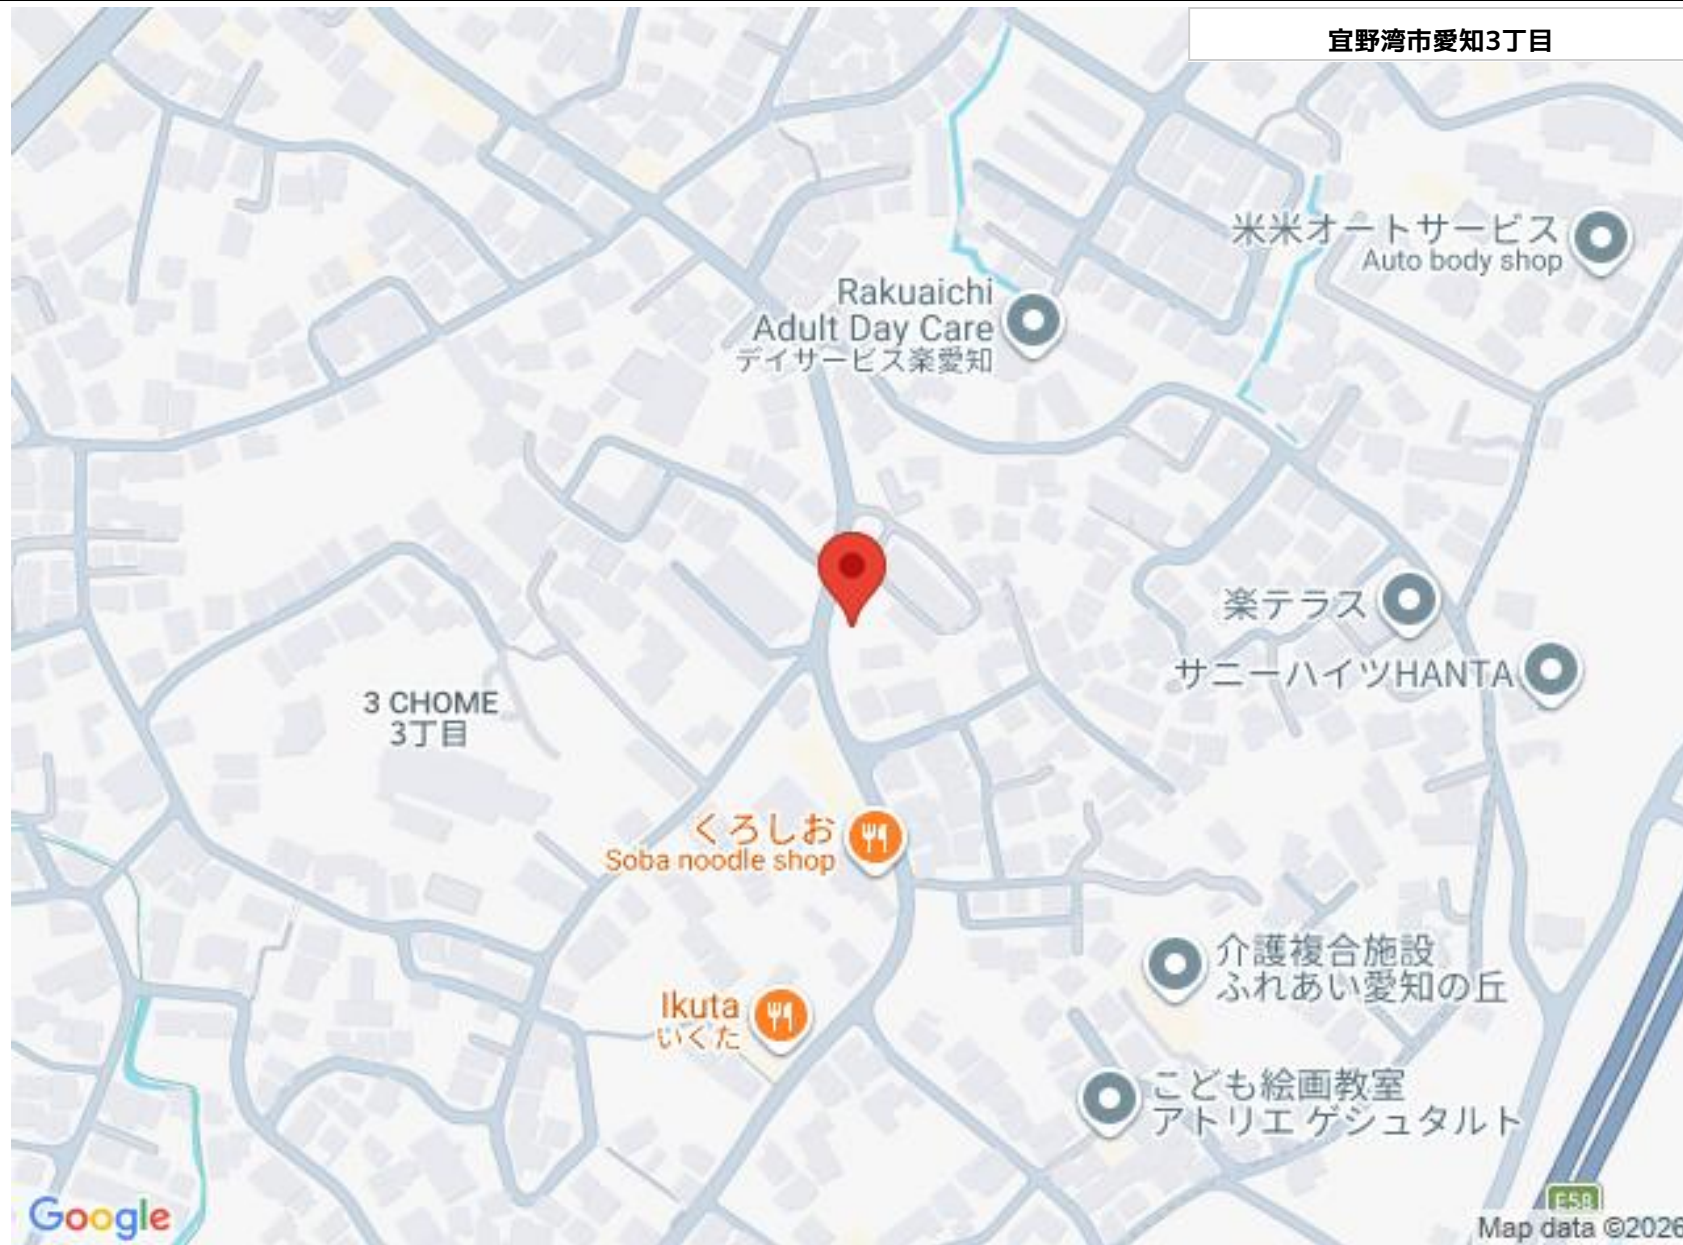 宜野湾市愛知3丁目
米米オートサービス
Auto body shop
Rakuaichi
Adult Day Care
デイサービス楽愛知
楽テラス
サニーハイツHANTA
3 CHOME
3丁目
くろしお
Soba noodle shop
介護複合施設
ふれあい愛知の丘
Ikuta
いくた
こども絵画教室
アトリエ ゲシュタルト
E58
Google
Map data ©2026